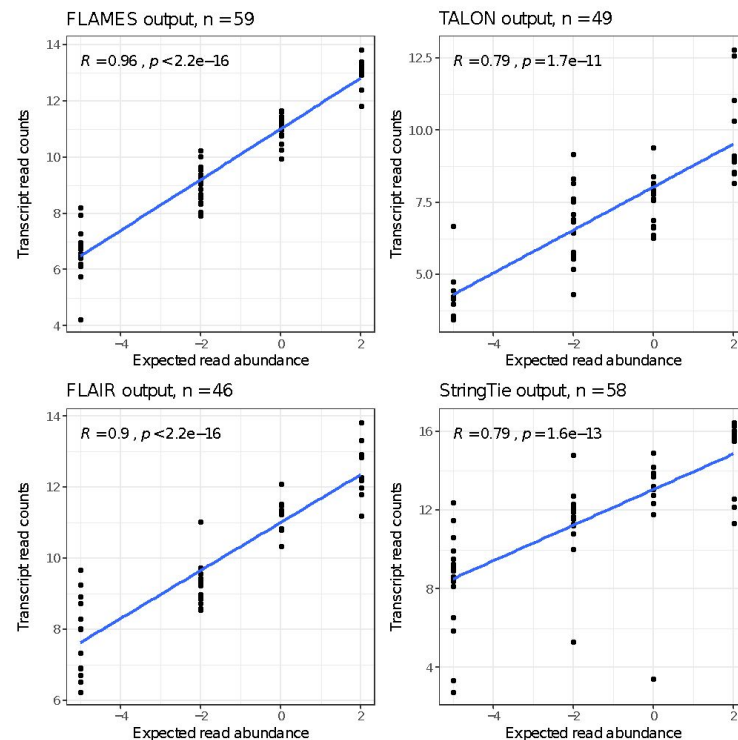 FLAMES output, n = 59
14
12
10
8
6
4
Transcript read counts
R = 0.96 , p < 2.2e−16
−4
−2
0
2
Expected read abundance
TALON output, n = 49
12.5
10.0
7.5
5.0
Transcript read counts
R = 0.79 , p = 1.7e−11
−4
−2
0
2
Expected read abundance
FLAIR output, n = 46
14
12
10
8
6
Transcript read counts
R = 0.9 , p < 2.2e−16
−4
−2
0
2
Expected read abundance
StringTie output, n = 58
16
12
8
4
Transcript read counts
R = 0.79 , p = 1.6e−13
−4
−2
0
2
Expected read abundance